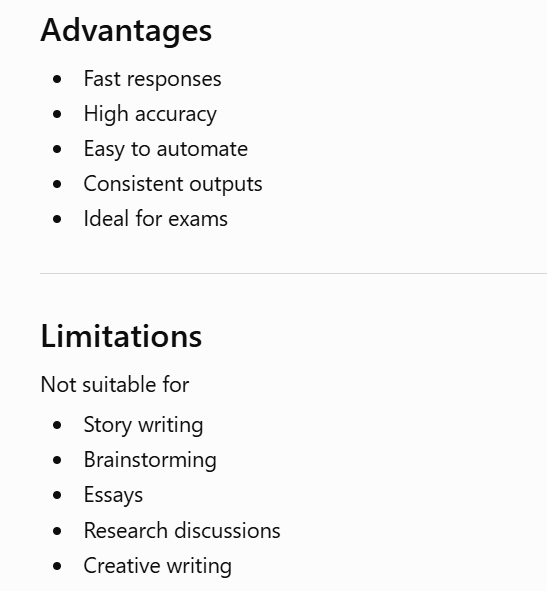 Advantages
• Fast responses
• High accuracy
• Easy to automate
• Consistent outputs
• Ideal for exams
Limitations
Not suitable for
• Story writing
• Brainstorming
• Essays
• Research discussions
• Creative writing